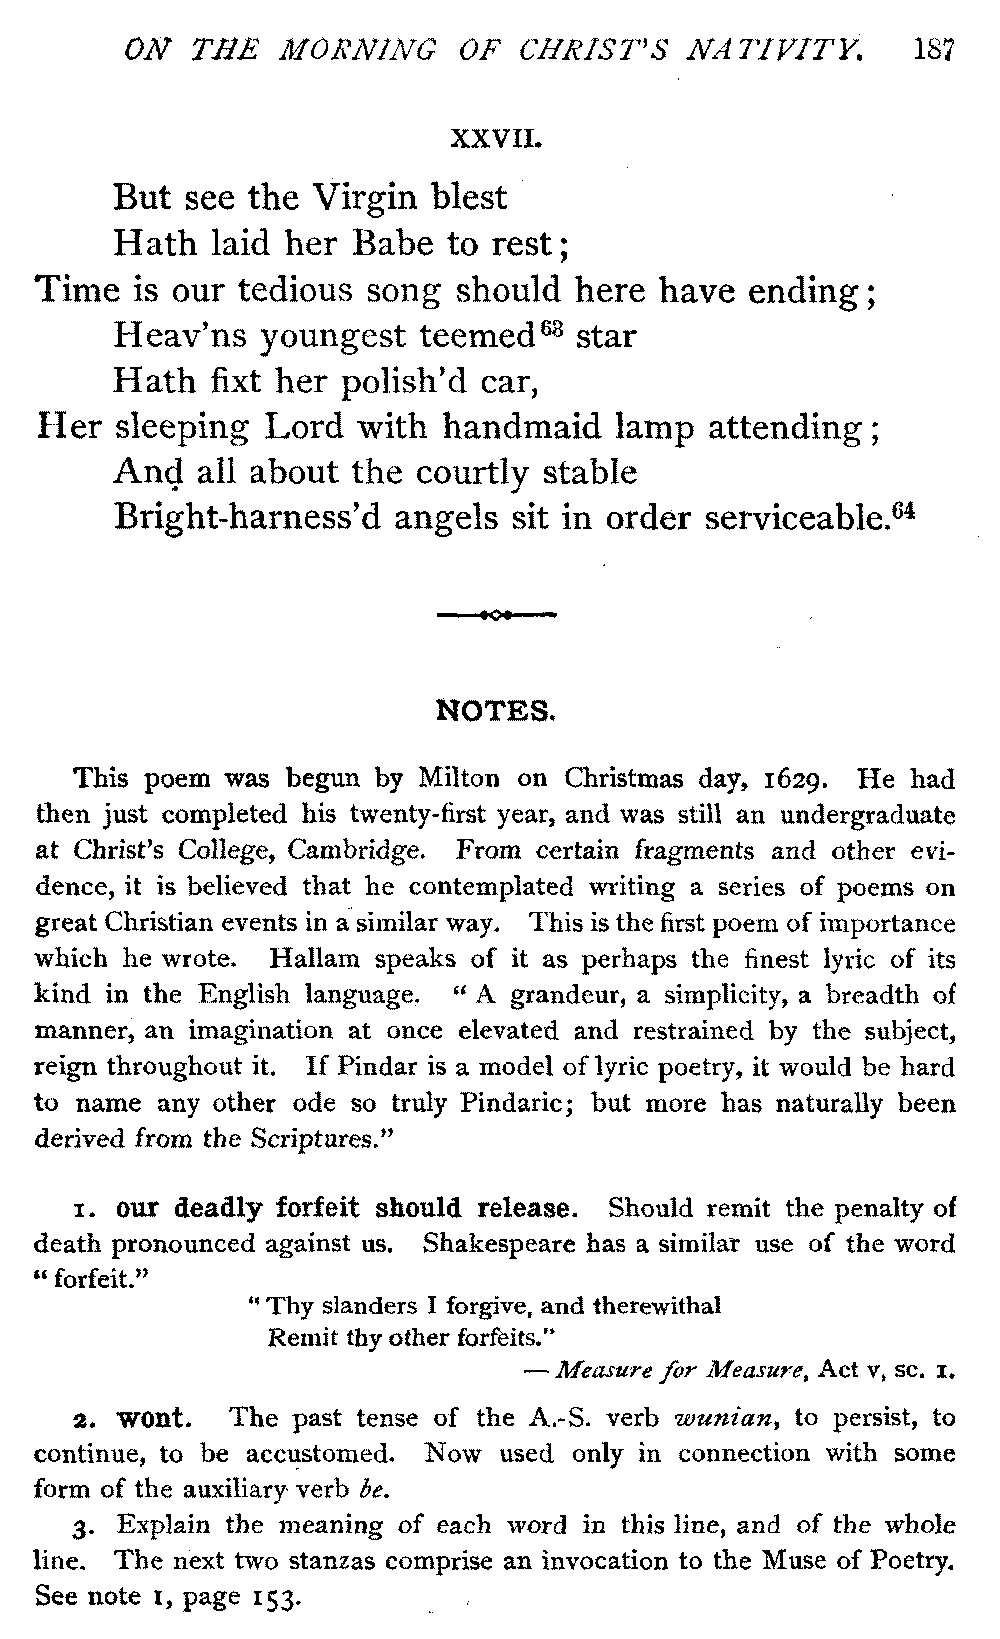 ON THE MORNING OF CHRIST'S NATIVITY. 187
XXVII.
But see the Virgin blest
Hath laid her Babe to rest;
Time is our tedious song should here have ending;
Heav'ns youngest teemed⁶³ star
Hath fixt her polish'd car,
Her sleeping Lord with handmaid lamp attending;
And all about the courtly stable
Bright-harness'd angels sit in order serviceable.⁶⁴
NOTES.
This poem was begun by Milton on Christmas day, 1629. He had
then just completed his twenty-first year, and was still an undergraduate
at Christ's College, Cambridge. From certain fragments and other evi-
dence, it is believed that he contemplated writing a series of poems on
great Christian events in a similar way. This is the first poem of importance
which he wrote. Hallam speaks of it as perhaps the finest lyric of its
kind in the English language. "A grandeur, a simplicity, a breadth of
manner, an imagination at once elevated and restrained by the subject,
reign throughout it. If Pindar is a model of lyric poetry, it would be hard
to name any other ode so truly Pindaric; but more has naturally been
derived from the Scriptures."
1. our deadly forfeit should release. Should remit the penalty of
death pronounced against us. Shakespeare has a similar use of the word
"forfeit."
"Thy slanders I forgive, and therewithal
Remit thy other forfeits."
— Measure for Measure, Act v, sc. 1.
2. wont. The past tense of the A.-S. verb wunian, to persist, to
continue, to be accustomed. Now used only in connection with some
form of the auxiliary verb be.
3. Explain the meaning of each word in this line, and of the whole
line. The next two stanzas comprise an invocation to the Muse of Poetry.
See note 1, page 153.